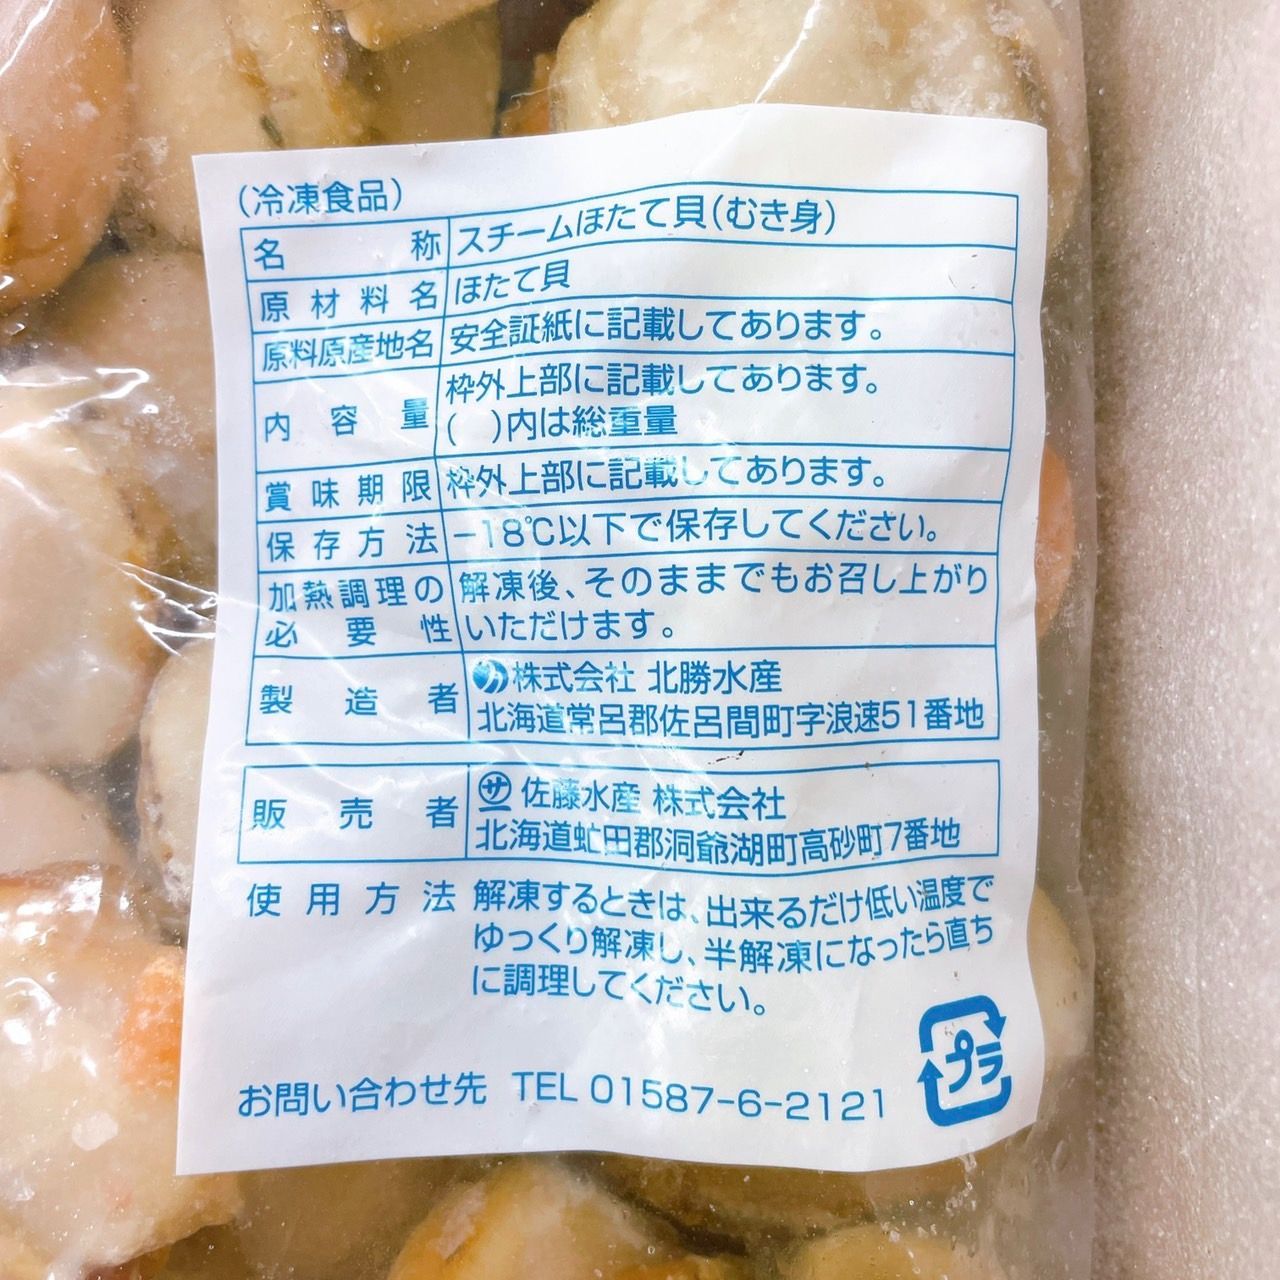 (冷凍食品)
名称 スチームほたて貝(むき身)
原材料名 ほたて貝
原料原産地名 安全証紙に記載してあります。
内容量 枠外上部に記載してあります。
( )内は総重量
賞味期限 枠外上部に記載してあります。
保存方法 -18℃以下で保存してください。
加熱調理の 解凍後、そのままでもお召し上がり
必要性 いただけます。
製造者 株式会社 北勝水産
北海道常呂郡佐呂間町字浪速51番地
販売者 サ 佐藤水産 株式会社
北海道虻田郡洞爺湖町高砂町7番地
使用方法 解凍するときは、出来るだけ低い温度で
ゆっくり解凍し、半解凍になったら直ち
に調理してください。
プラ
お問い合わせ先 TEL 01587-6-2121